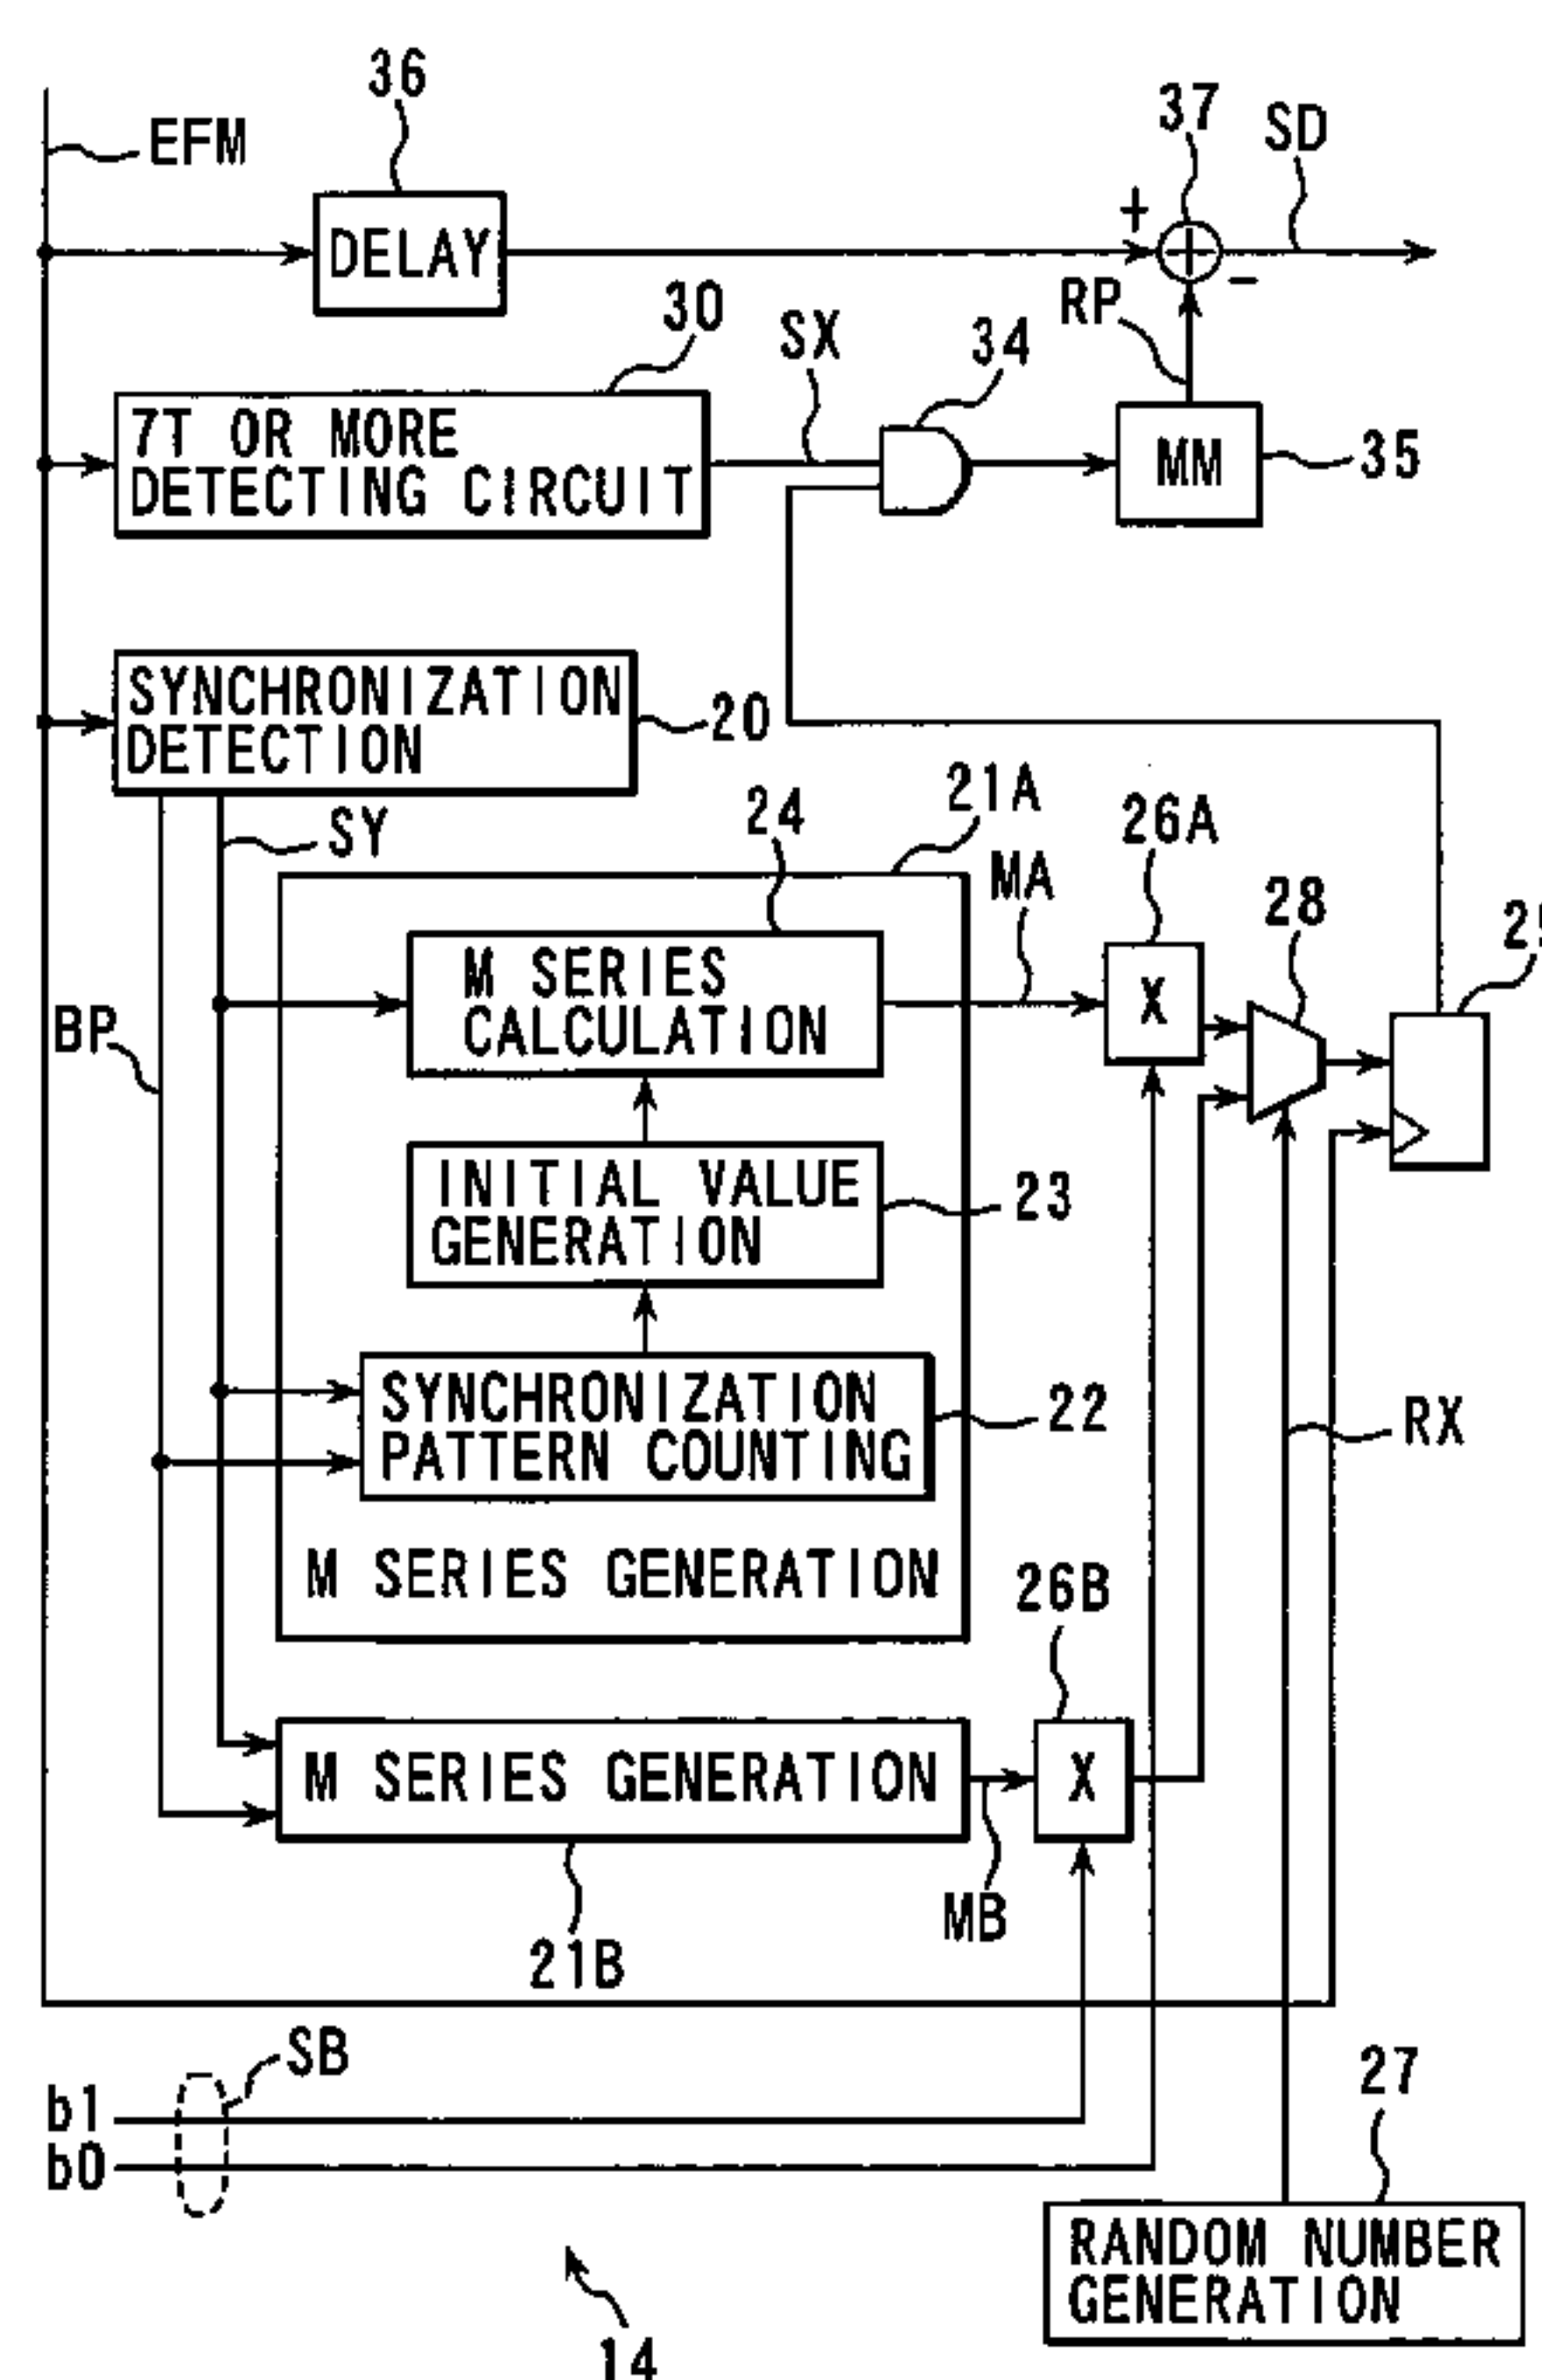 36
37
SD
EFM
+
DELAY
-
30
SX
34
RP
7T OR MORE
DETECTING CIRCUIT
MM
35
SYNCHRONIZATION
DETECTION
20
SY
24
21A
MA
26A
28
BP
M SERIES
CALCULATION
X
INITIAL VALUE
GENERATION
23
SYNCHRONIZATION
PATTERN COUNTING
22
RX
M SERIES GENERATION
26B
M SERIES GENERATION
X
MB
21B
SB
b1
b0
27
RANDOM NUMBER
GENERATION
14